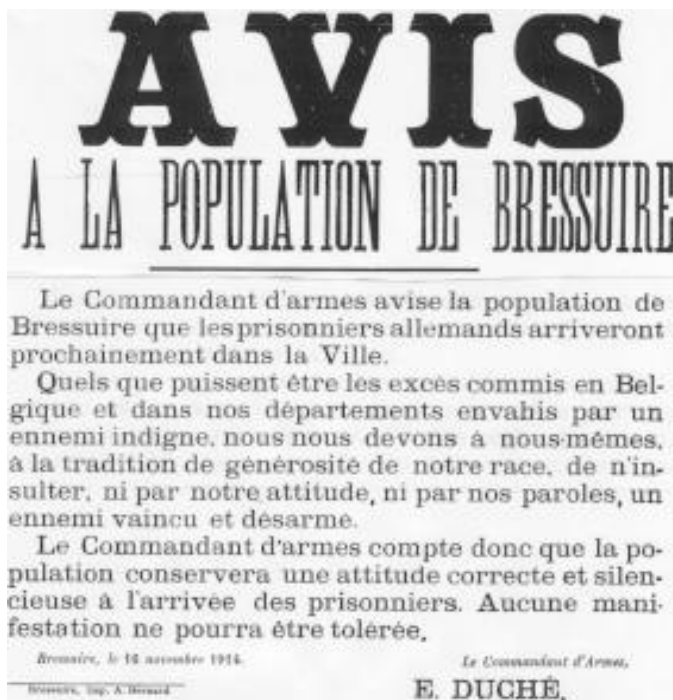 AVIS
A LA POPULATION DE BRESSUIRE
Le Commandant d'armes avise la population de
Bressuire que les prisonniers allemands arriveront
prochainement dans la Ville.
Quels que puissent être les excès commis en Bel-
gique et dans nos départements envahis par un
ennemi indigne, nous nous devons à nous-mêmes,
à la tradition de générosité de notre race, de n'in-
sulter, ni par notre attitude, ni par nos paroles, un
ennemi vaincu et désarmé.
Le Commandant d'armes compte donc que la po-
pulation conservera une attitude correcte et silen-
cieuse à l'arrivée des prisonniers. Aucune mani-
festation ne pourra être tolérée.
Bressuire, le 16 novembre 1914.
Le Commandant d'Armes,
E. DUCHÉ.
Bressuire, Imp. A. Bernard